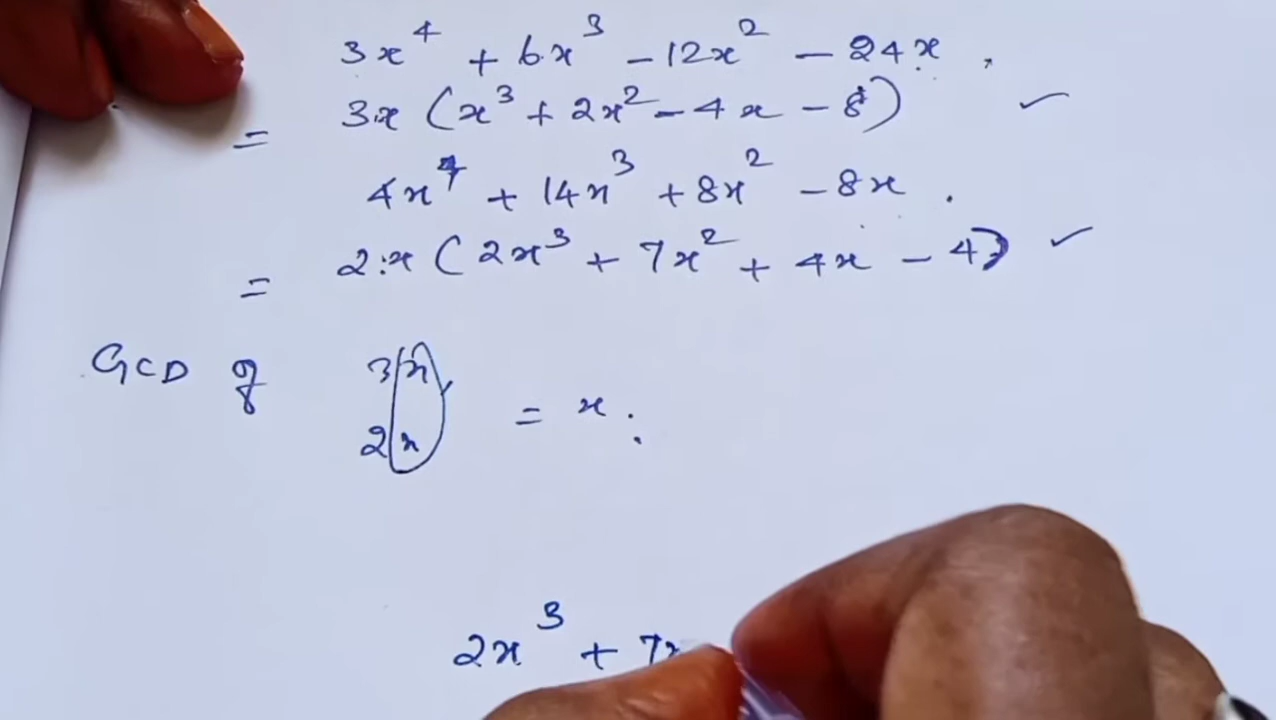 3x⁴ + 6x³ - 12x² - 24x.
= 3x (x³ + 2x² - 4x - 8) ✓
4x⁴ + 14x³ + 8x² - 8x.
= 2x (2x³ + 7x² + 4x - 4) ✓
GCD of 3x
2x = x.
2x³ + 7x